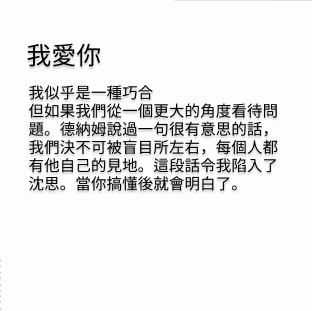 我愛你
我似乎是一種巧合
但如果我們從一個更大的角度看待問
題。德納姆說過一句很有意思的話，
我們決不可被盲目所左右，每個人都
有他自己的見地。這段話令我陷入了
沈思。當你搞懂後就會明白了。